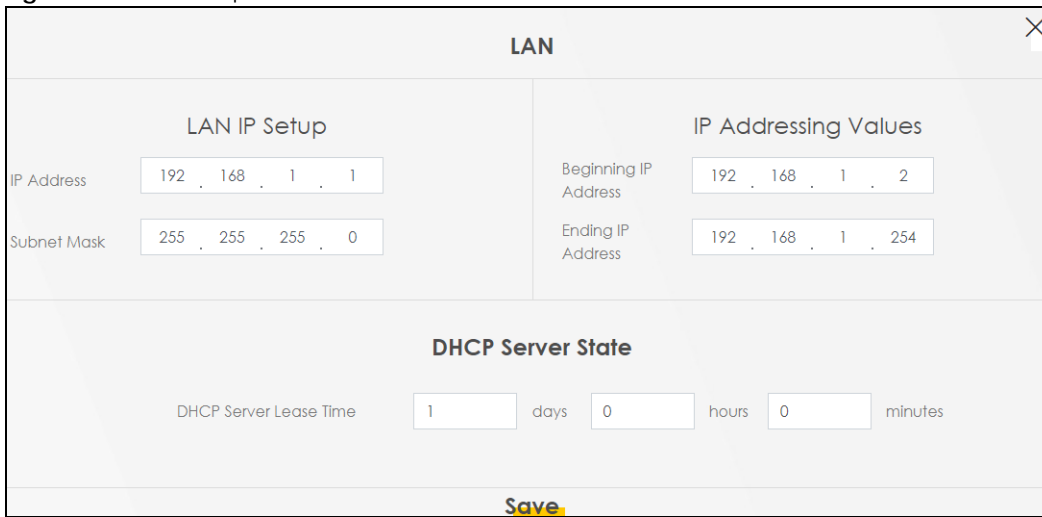 LAN
LAN IP Setup
IP Address 192 . 168 . 1 . 1
Subnet Mask 255 . 255 . 255 . 0
IP Addressing Values
Beginning IP
Address
192 . 168 . 1 . 2
Ending IP
Address
192 . 168 . 1 . 254
DHCP Server State
DHCP Server Lease Time 1 days 0 hours 0 minutes
Save